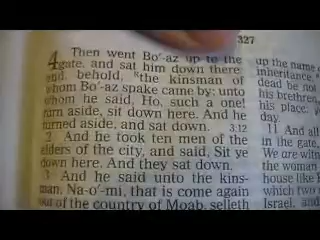 327
4 Then went Bo'-az up to the
gate, and sat him down there:
and, behold, the kinsman of
whom Bo'-az spake came by; unto
whom he said, Ho, such a one!
turn aside, sit down here. And he
turned aside, and sat down. 3:12
2 And he took ten men of the
elders of the city, and said, Sit ye
down here. And they sat down.
3 And he said unto the kins-
man, Na-o'-mi, that is come again
out of the country of Moab, selleth
up the name o
inheritance,
dead be not
his brethren,
his place: y
day.
11 And all
in the gate,
We are witn
the woman
house like
which two
Israel, and